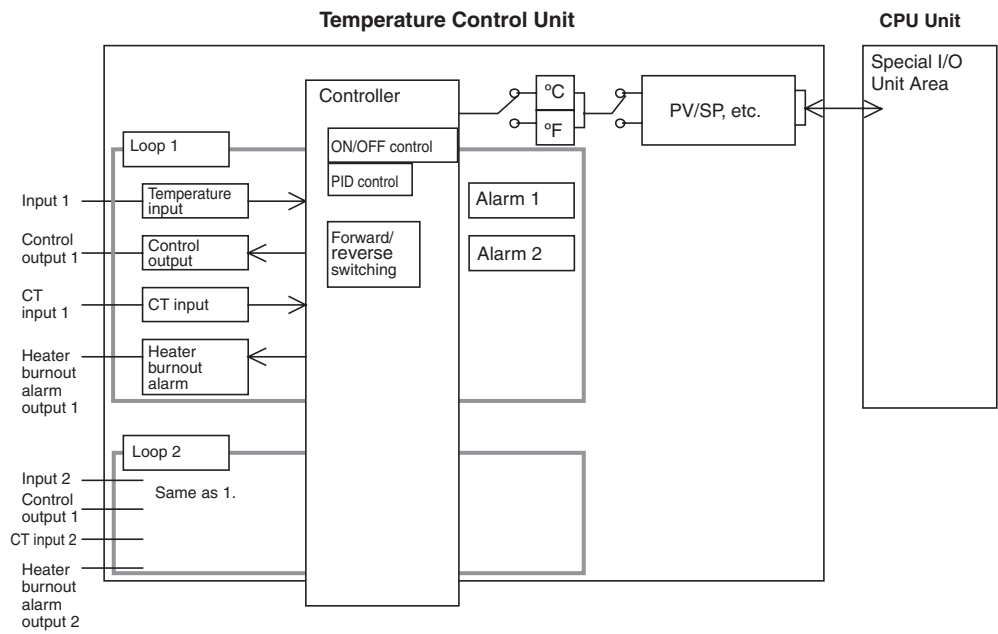 Temperature Control Unit
CPU Unit
Special I/O
Unit Area
Controller
ºC
ºF
PV/SP, etc.
Loop 1
ON/OFF control
PID control
Input 1
Temperature
input
Alarm 1
Control
output 1
Control
output
Forward/
reverse
switching
Alarm 2
CT
input 1
CT input
Heater
burnout
alarm
output 1
Heater
burnout
alarm
Loop 2
Input 2
Same as 1.
Control
output 1
CT input 2
Heater
burnout
alarm
output 2